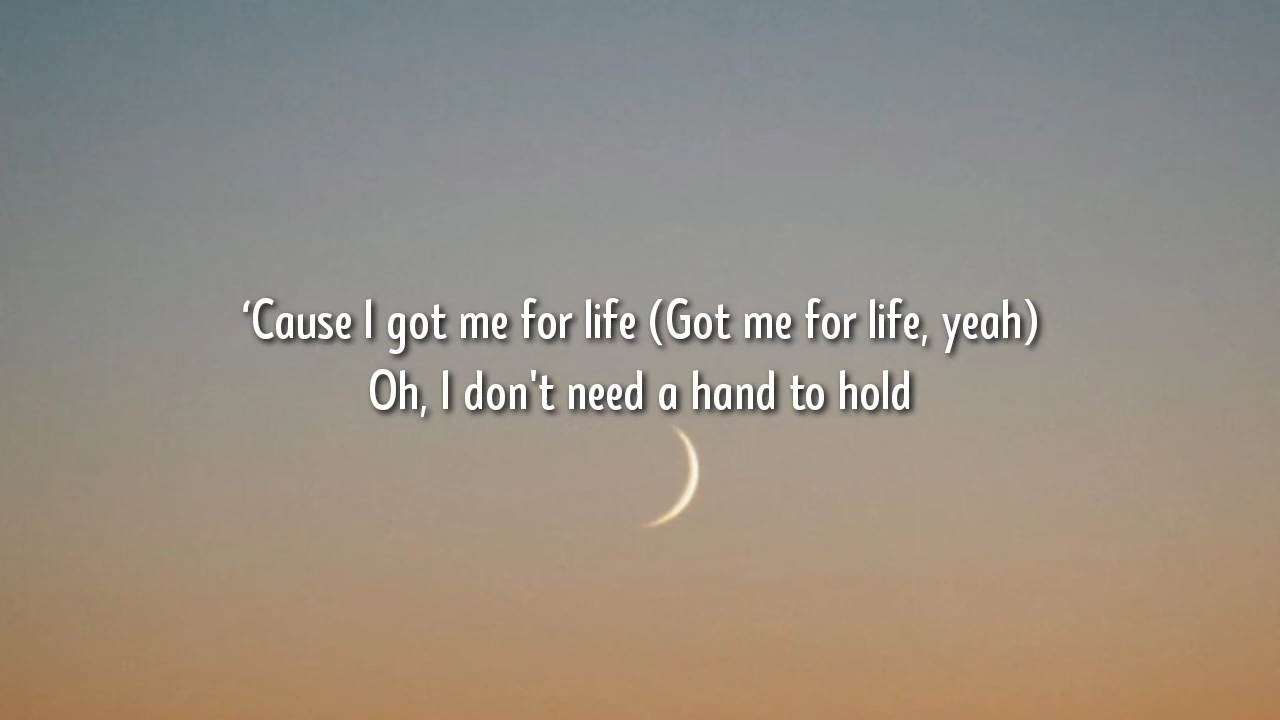 ‘Cause I got me for life (Got me for life, yeah)
Oh, I don't need a hand to hold